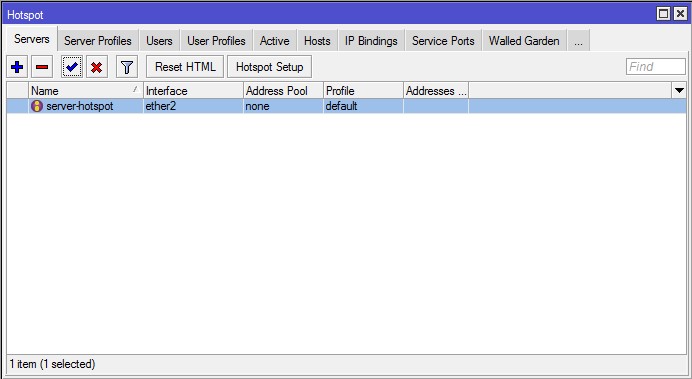 Hotspot
Servers Server Profiles Users User Profiles Active Hosts IP Bindings Service Ports Walled Garden ...
Reset HTML Hotspot Setup Find
Name Interface Address Pool Profile Addresses ...
server-hotspot ether2 none default
1 item (1 selected)